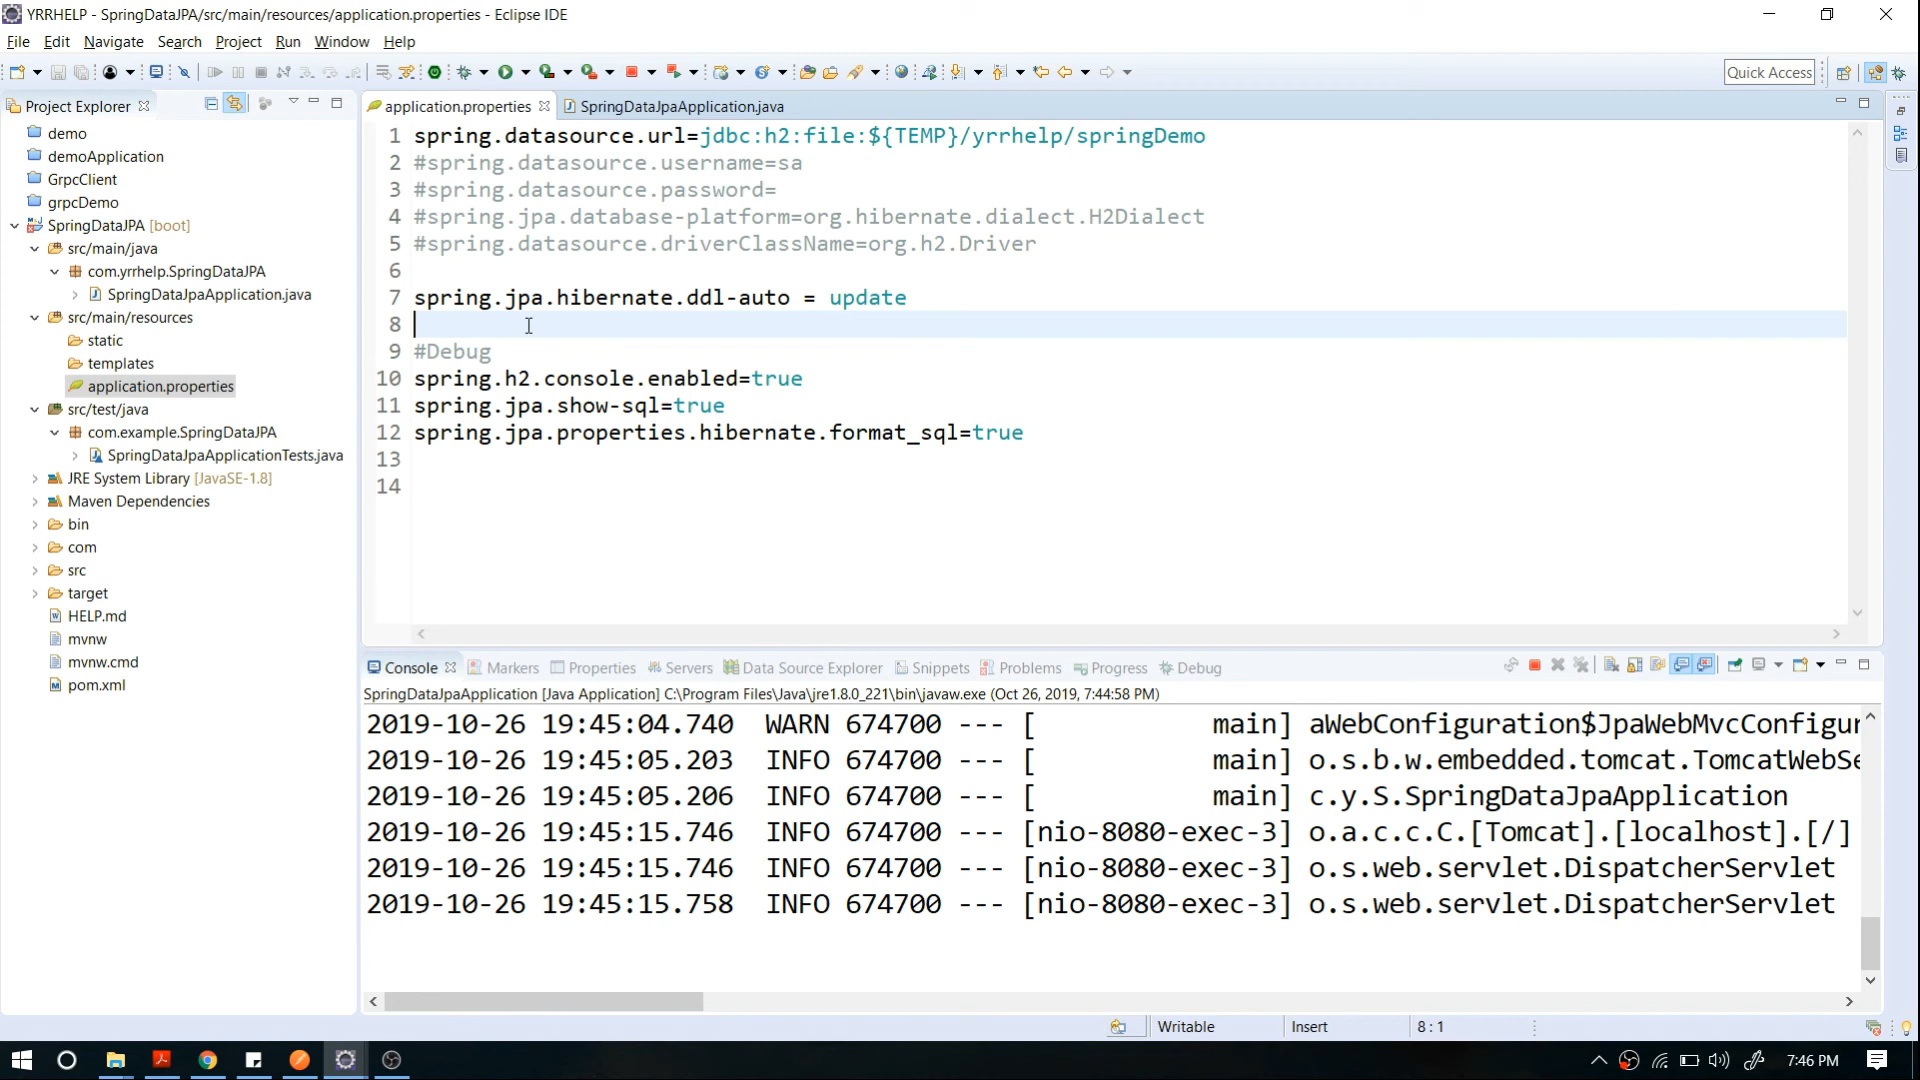 YRRHELP - SpringDataJPA/src/main/resources/application.properties - Eclipse IDE
File Edit Navigate Search Project Run Window Help
Quick Access
Project Explorer
demo
demoApplication
GrpcClient
grpcDemo
SpringDataJPA [boot]
src/main/java
com.yrrhelp.SpringDataJPA
SpringDataJpaApplication.java
src/main/resources
static
templates
application.properties
src/test/java
com.example.SpringDataJPA
SpringDataJpaApplicationTests.java
JRE System Library [JavaSE-1.8]
Maven Dependencies
bin
com
src
target
HELP.md
mvnw
mvnw.cmd
pom.xml
application.properties SpringDataJpaApplication.java
1 spring.datasource.url=jdbc:h2:file:${TEMP}/yrrhelp/springDemo
2 #spring.datasource.username=sa
3 #spring.datasource.password=
4 #spring.jpa.database-platform=org.hibernate.dialect.H2Dialect
5 #spring.datasource.driverClassName=org.h2.Driver
6
7 spring.jpa.hibernate.ddl-auto = update
8
9 #Debug
10 spring.h2.console.enabled=true
11 spring.jpa.show-sql=true
12 spring.jpa.properties.hibernate.format_sql=true
13
14
Console Markers Properties Servers Data Source Explorer Snippets Problems Progress Debug
SpringDataJpaApplication [Java Application] C:\Program Files\Java\jre1.8.0_221\bin\javaw.exe (Oct 26, 2019, 7:44:58 PM)
2019-10-26 19:45:04.740 WARN 674700 --- [ main] aWebConfiguration$JpaWebMvcConfigur
2019-10-26 19:45:05.203 INFO 674700 --- [ main] o.s.b.w.embedded.tomcat.TomcatWebSe
2019-10-26 19:45:05.206 INFO 674700 --- [ main] c.y.S.SpringDataJpaApplication
2019-10-26 19:45:15.746 INFO 674700 --- [nio-8080-exec-3] o.a.c.c.C.[Tomcat].[localhost].[/]
2019-10-26 19:45:15.746 INFO 674700 --- [nio-8080-exec-3] o.s.web.servlet.DispatcherServlet
2019-10-26 19:45:15.758 INFO 674700 --- [nio-8080-exec-3] o.s.web.servlet.DispatcherServlet
Writable Insert 8 : 1
7:46 PM